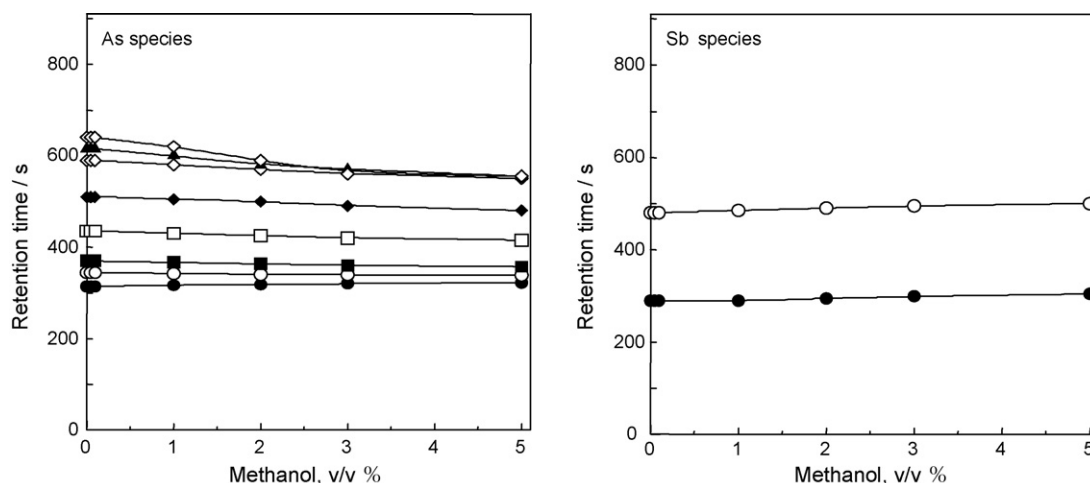 As species
800
600
400
200
0
Retention time / s
0 1 2 3 4 5
Methanol, v/v %
Sb species
800
600
400
200
0
Retention time / s
0 1 2 3 4 5
Methanol, v/v %